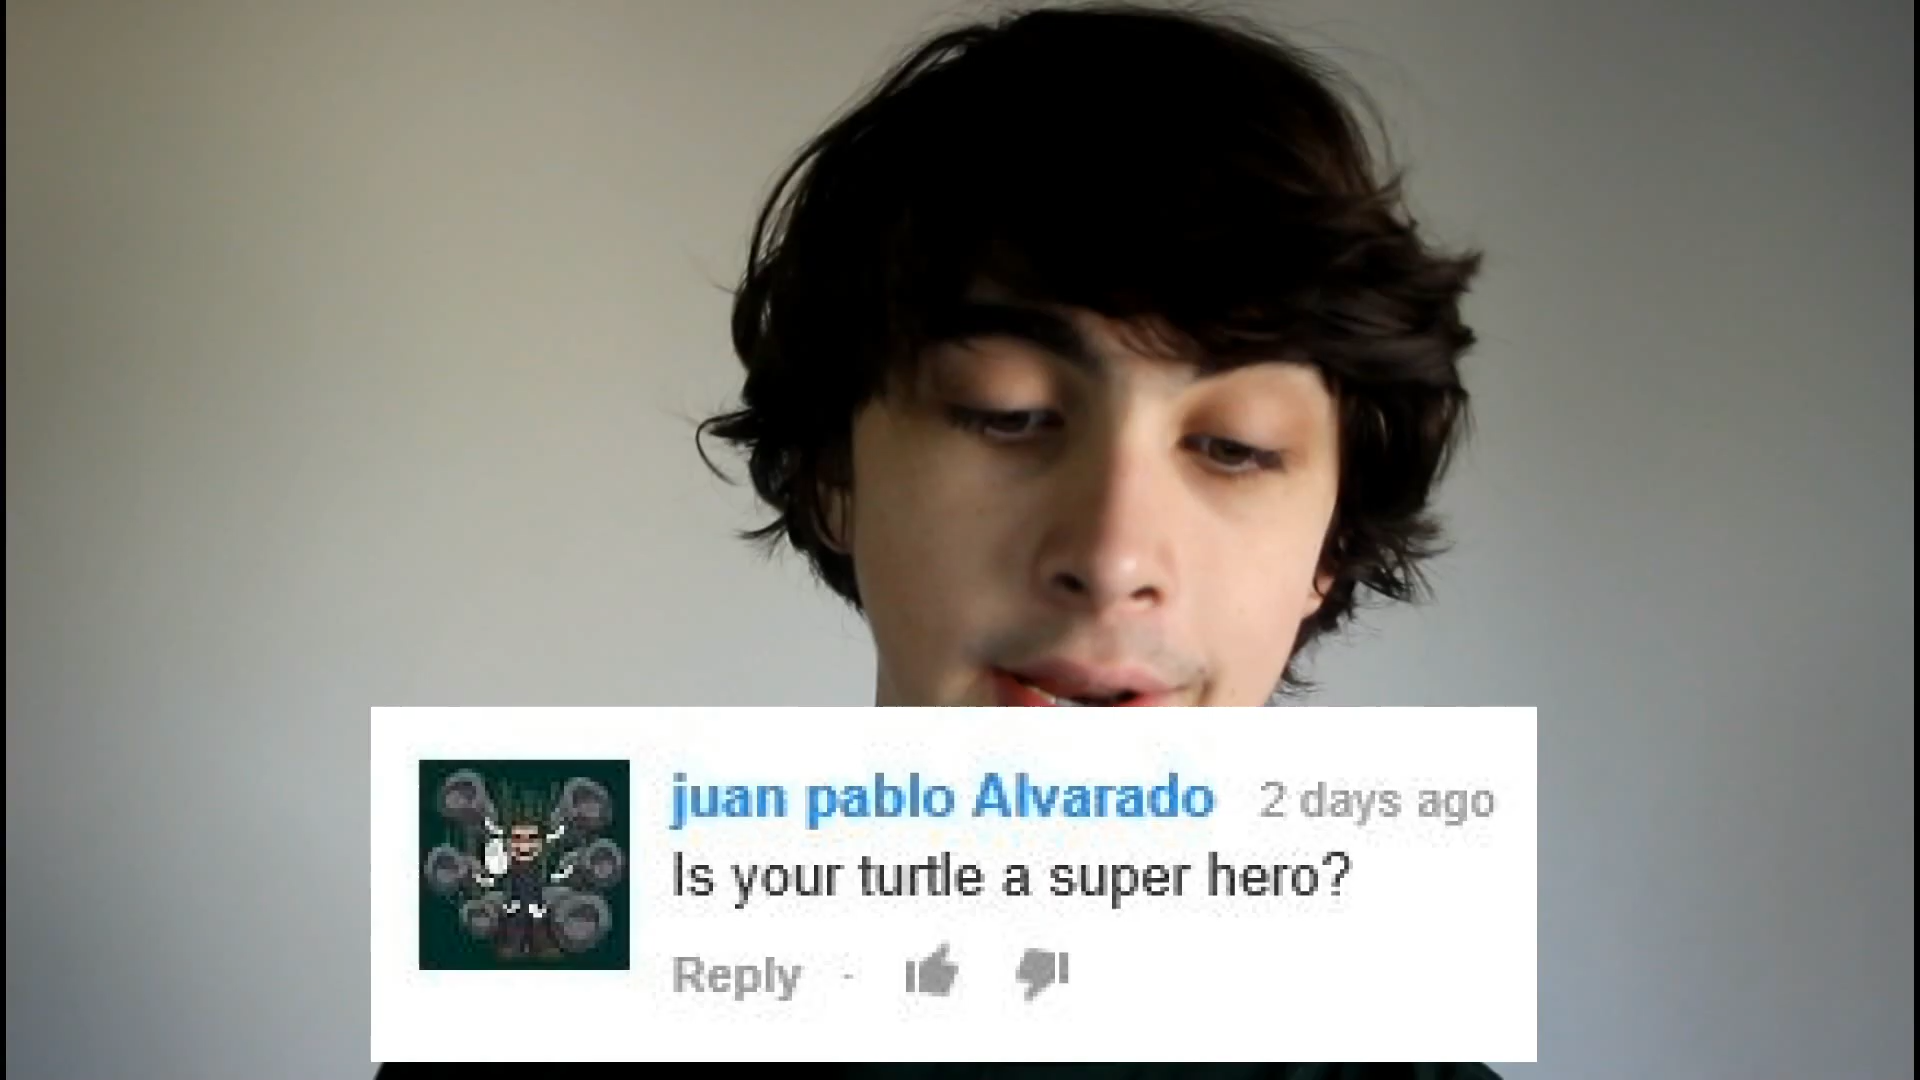 juan pablo Alvarado 2 days ago
Is your turtle a super hero?
Reply ·